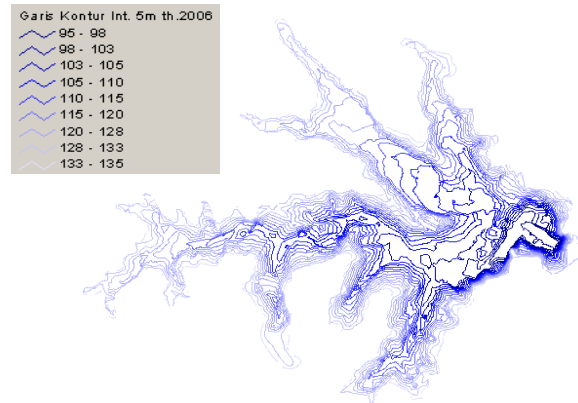 Garis Kontur Int. 5m th.2006
95 - 98
98 - 103
103 - 105
105 - 110
110 - 115
115 - 120
120 - 128
128 - 133
133 - 135